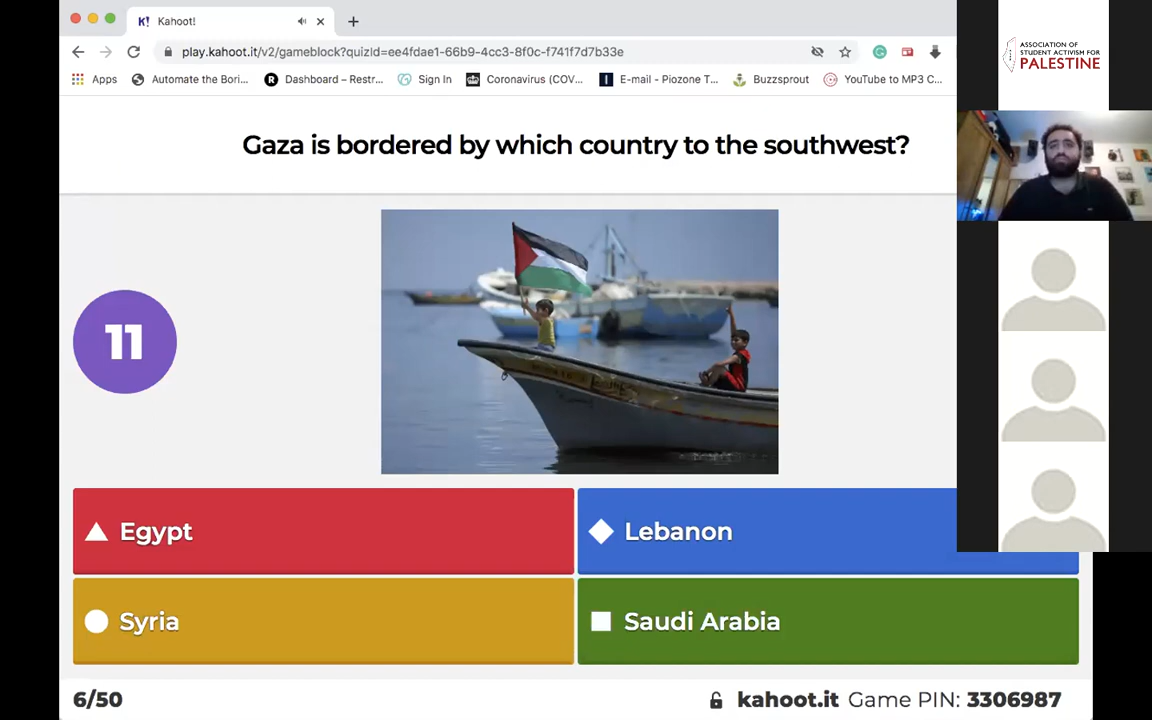 Kahoot!
play.kahoot.it/v2/gameblock?quizId=ee4fdae1-66b9-4cc3-8f0c-f741f7d7b33e
Apps Automate the Bori... Dashboard – Restr... Sign In Coronavirus (COV... E-mail - Piozone T... Buzzsprout YouTube to MP3 C...
ASSOCIATION OF
STUDENT ACTIVISM FOR
PALESTINE
Gaza is bordered by which country to the southwest?
11
Egypt
Lebanon
Syria
Saudi Arabia
6/50
kahoot.it Game PIN: 3306987